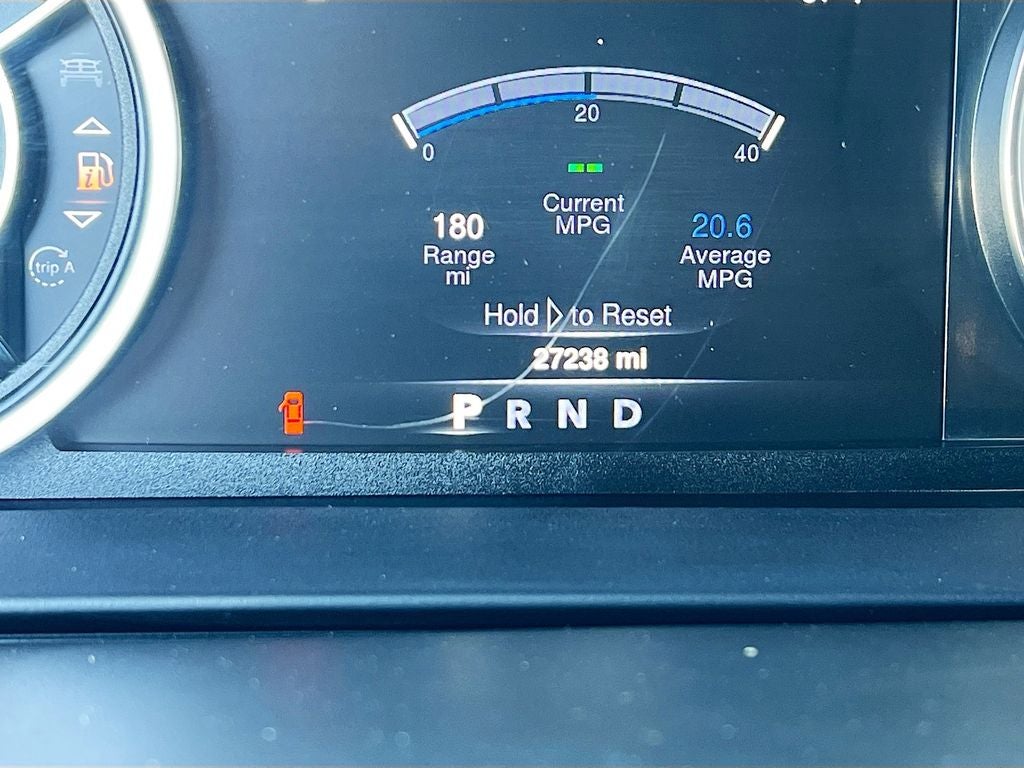 20
0
40
Current
MPG
180
Range
mi
20.6
Average
MPG
trip A
Hold to Reset
27238 mi
P R N D